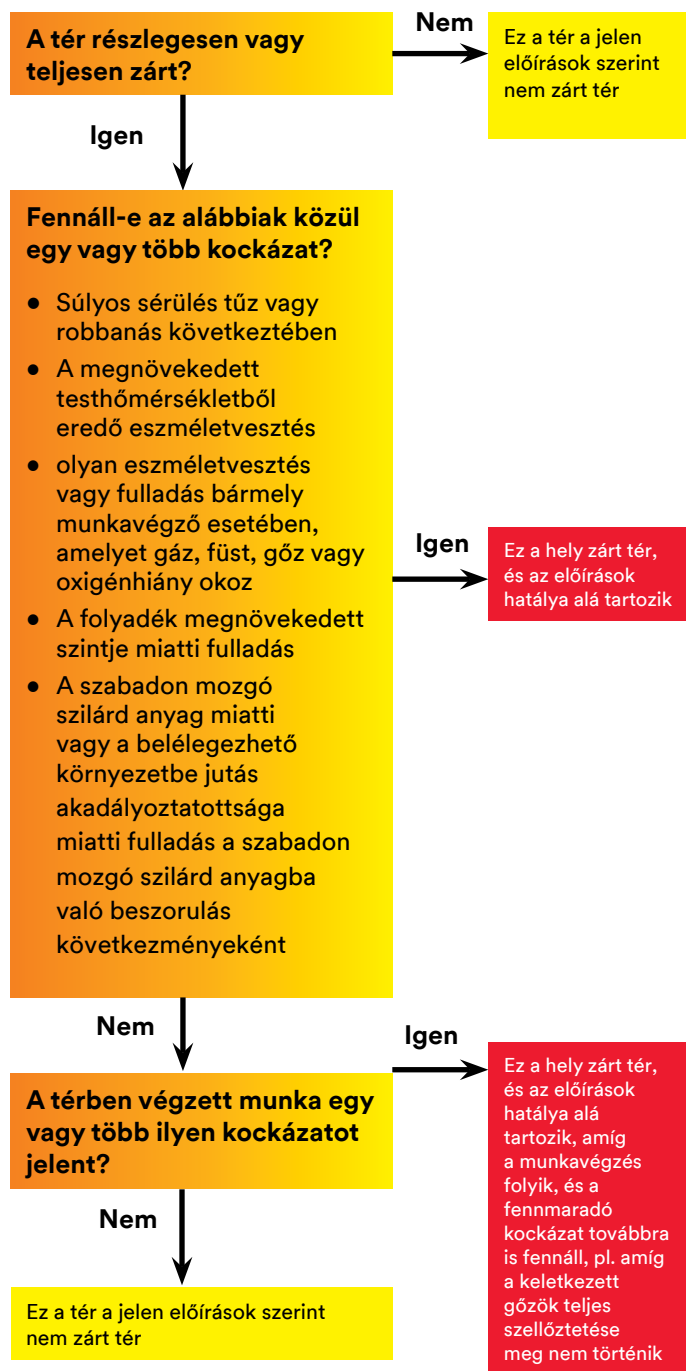 A tér részlegesen vagy
teljesen zárt?
Nem
Ez a tér a jelen
előírások szerint
nem zárt tér
Igen
Fennáll-e az alábbiak közül
egy vagy több kockázat?
• Súlyos sérülés tűz vagy
robbanás következtében
• A megnövekedett
testhőmérsékletből
eredő eszméletvesztés
• olyan eszméletvesztés
vagy fulladás bármely
munkavégző esetében,
amelyet gáz, füst, gőz vagy
oxigénhiány okoz
• A folyadék megnövekedett
szintje miatti fulladás
• A szabadon mozgó
szilárd anyag miatti
vagy a belélegezhető
környezetbe jutás
akadályoztatottsága
miatti fulladás a szabadon
mozgó szilárd anyagba
való beszorulás
következményeként
Igen
Ez a hely zárt tér,
és az előírások
hatálya alá tartozik
Nem
A térben végzett munka egy
vagy több ilyen kockázatot
jelent?
Igen
Ez a hely zárt tér,
és az előírások
hatálya alá
tartozik, amíg
a munkavégzés
folyik, és a
fennmaradó
kockázat továbbra
is fennáll, pl. amíg
a keletkezett
gőzök teljes
szellőztetése
meg nem történik
Nem
Ez a tér a jelen előírások szerint
nem zárt tér